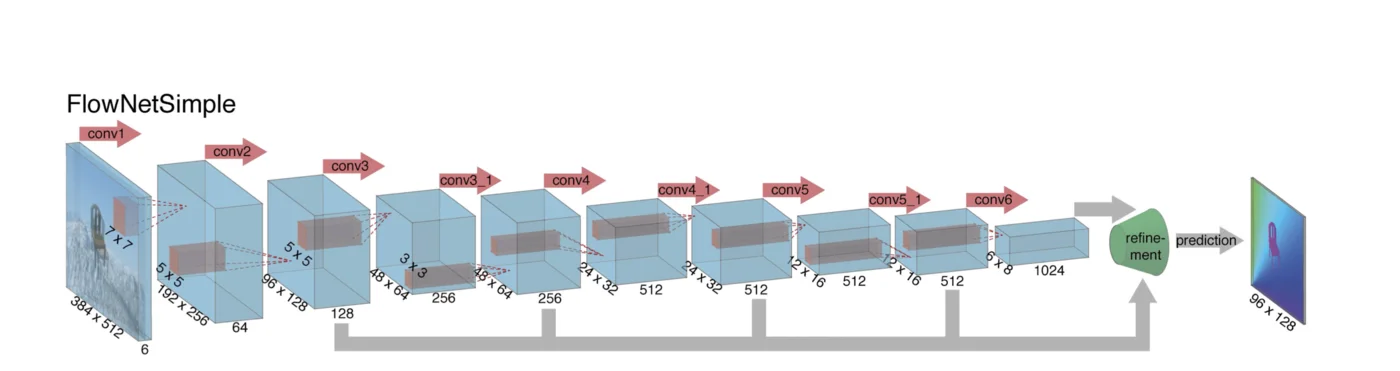 FlowNetSimple
conv1
conv2
conv3
conv3_1
conv4
conv4_1
conv5
conv5_1
conv6
7 x 7
5 x 5
5 x 5
3 x 3
384 x 512
192 x 256
96 x 128
48 x 64
48 x 64
24 x 32
24 x 32
12 x 16
12 x 16
6 x 8
6
64
128
256
256
512
512
512
512
1024
refine-
ment
prediction
96 x 128